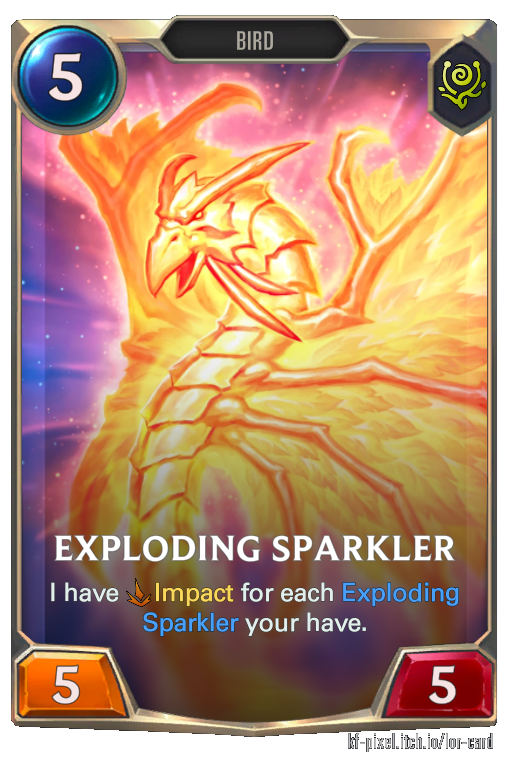 5
BIRD
EXPLODING SPARKLER
I have Impact for each Exploding
Sparkler your have.
5
5
kf-pixel.itch.io/lor-card